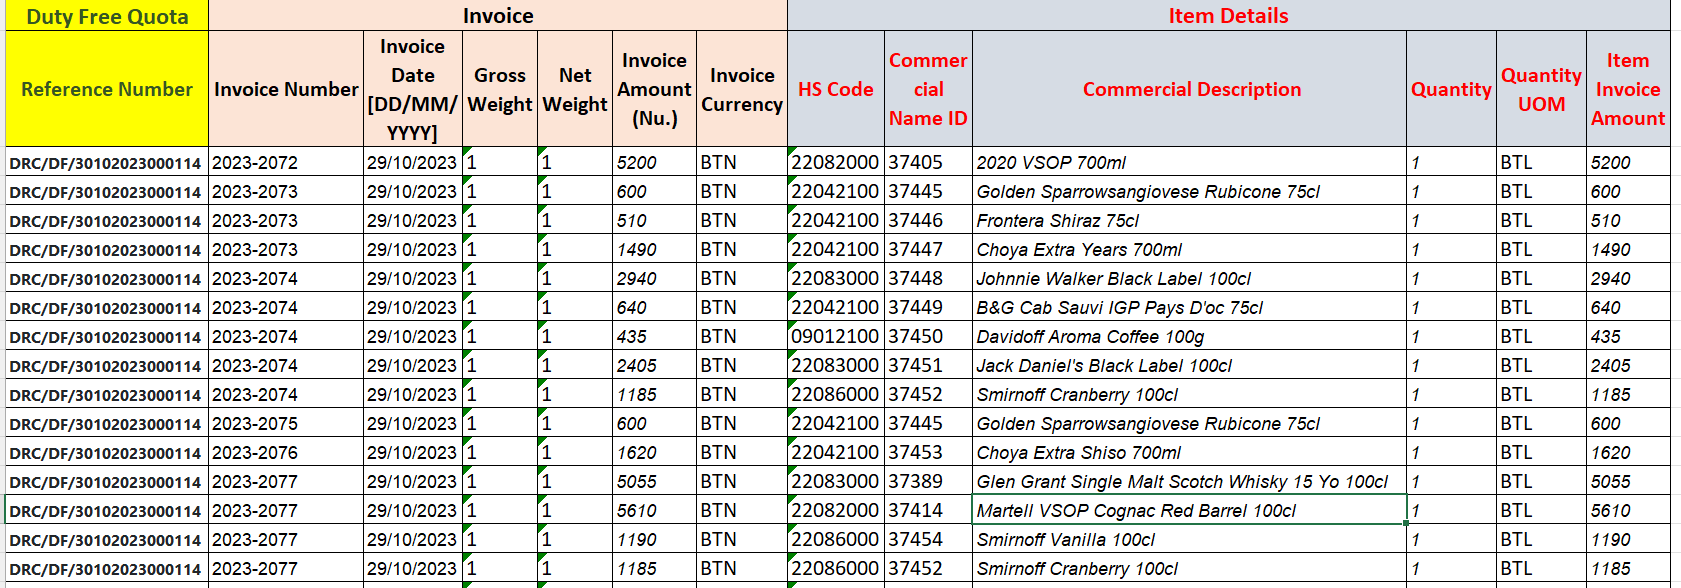 Duty Free Quota Invoice Item Details
Reference Number Invoice Number Invoice Date [DD/MM/YYYY] Gross Weight Net Weight Invoice Amount (Nu.) Invoice Currency HS Code Commercial Name ID Commercial Description Quantity Quantity UOM Item Invoice Amount
DRC/DF/30102023000114 2023-2072 29/10/2023 1 1 5200 BTN 22082000 37405 2020 VSOP 700ml 1 BTL 5200
DRC/DF/30102023000114 2023-2073 29/10/2023 1 1 600 BTN 22042100 37445 Golden Sparrowsangiovese Rubicone 75cl 1 BTL 600
DRC/DF/30102023000114 2023-2073 29/10/2023 1 1 510 BTN 22042100 37446 Frontera Shiraz 75cl 1 BTL 510
DRC/DF/30102023000114 2023-2073 29/10/2023 1 1 1490 BTN 22042100 37447 Choya Extra Years 700ml 1 BTL 1490
DRC/DF/30102023000114 2023-2074 29/10/2023 1 1 2940 BTN 22083000 37448 Johnnie Walker Black Label 100cl 1 BTL 2940
DRC/DF/30102023000114 2023-2074 29/10/2023 1 1 640 BTN 22042100 37449 B&G Cab Sauvi IGP Pays D'oc 75cl 1 BTL 640
DRC/DF/30102023000114 2023-2074 29/10/2023 1 1 435 BTN 09012100 37450 Davidoff Aroma Coffee 100g 1 BTL 435
DRC/DF/30102023000114 2023-2074 29/10/2023 1 1 2405 BTN 22083000 37451 Jack Daniel's Black Label 100cl 1 BTL 2405
DRC/DF/30102023000114 2023-2074 29/10/2023 1 1 1185 BTN 22086000 37452 Smirnoff Cranberry 100cl 1 BTL 1185
DRC/DF/30102023000114 2023-2075 29/10/2023 1 1 600 BTN 22042100 37445 Golden Sparrowsangiovese Rubicone 75cl 1 BTL 600
DRC/DF/30102023000114 2023-2076 29/10/2023 1 1 1620 BTN 22042100 37453 Choya Extra Shiso 700ml 1 BTL 1620
DRC/DF/30102023000114 2023-2077 29/10/2023 1 1 5055 BTN 22083000 37389 Glen Grant Single Malt Scotch Whisky 15 Yo 100cl 1 BTL 5055
DRC/DF/30102023000114 2023-2077 29/10/2023 1 1 5610 BTN 22082000 37414 Martell VSOP Cognac Red Barrel 100cl 1 BTL 5610
DRC/DF/30102023000114 2023-2077 29/10/2023 1 1 1190 BTN 22086000 37454 Smirnoff Vanilla 100cl 1 BTL 1190
DRC/DF/30102023000114 2023-2077 29/10/2023 1 1 1185 BTN 22086000 37452 Smirnoff Cranberry 100cl 1 BTL 1185